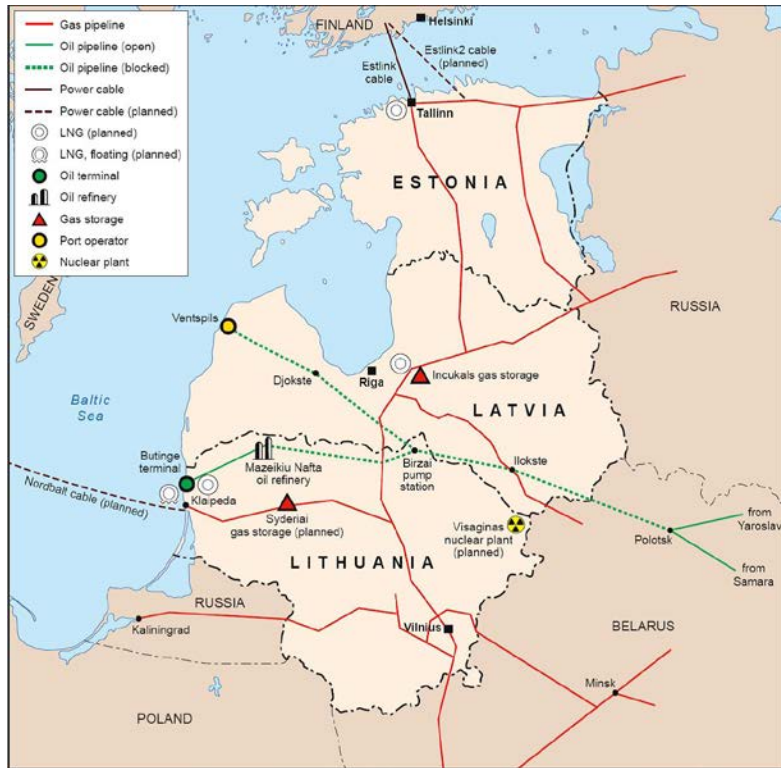 Gas pipeline
Oil pipeline (open)
Oil pipeline (blocked)
Power cable
Power cable (planned)
LNG (planned)
LNG, floating (planned)
Oil terminal
Oil refinery
Gas storage
Port operator
Nuclear plant
FINLAND
Helsinki
Estlink
cable
Estlink2 cable
(planned)
Tallinn
ESTONIA
SWEDEN
RUSSIA
Ventspils
Djokste
Riga
Incukals gas storage
LATVIA
Baltic
Sea
Butinge
terminal
Mazeikiu Nafta
oil refinery
Birzai
pump
station
Ilokste
Nordbalt cable (planned)
Klaipeda
Syderiai
gas storage (planned)
Visaginas
nuclear plant
(planned)
Polotsk
from
Yaroslav
from
Samara
LITHUANIA
RUSSIA
Kaliningrad
Vilnius
BELARUS
Minsk
POLAND